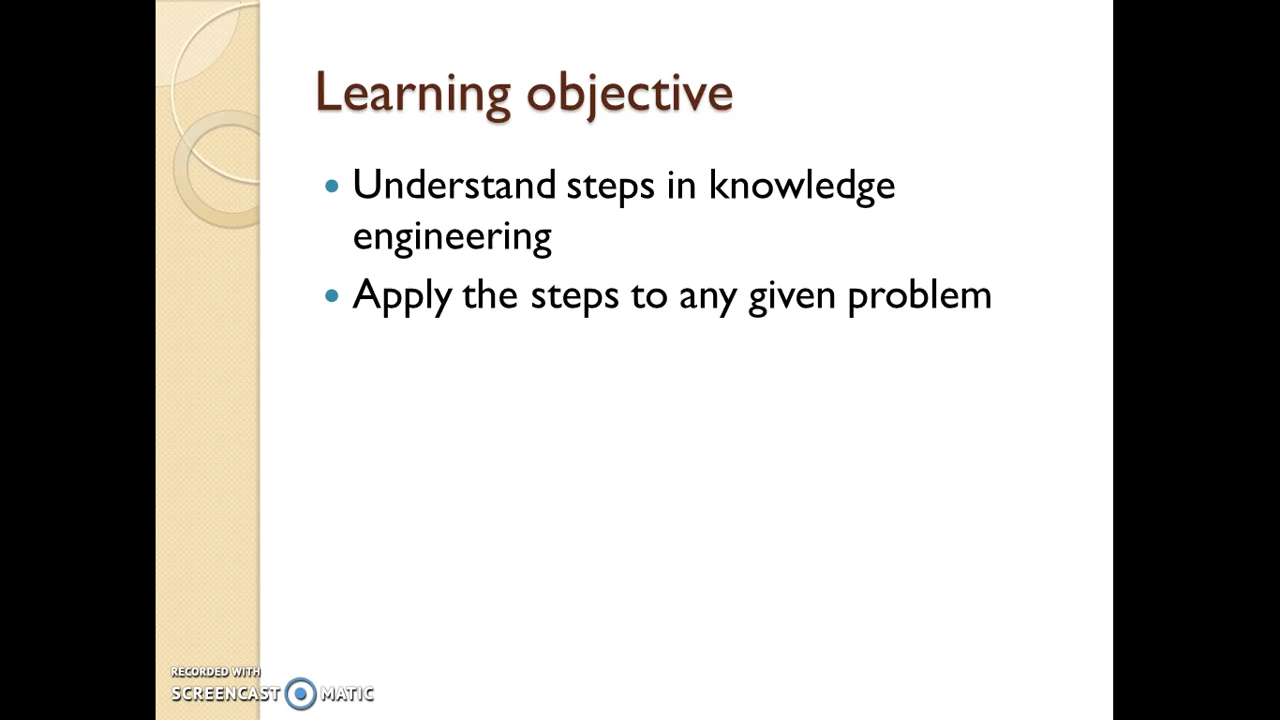 Learning objective
Understand steps in knowledge
engineering
Apply the steps to any given problem
RECORDED WITH
SCREENCAST MATIC